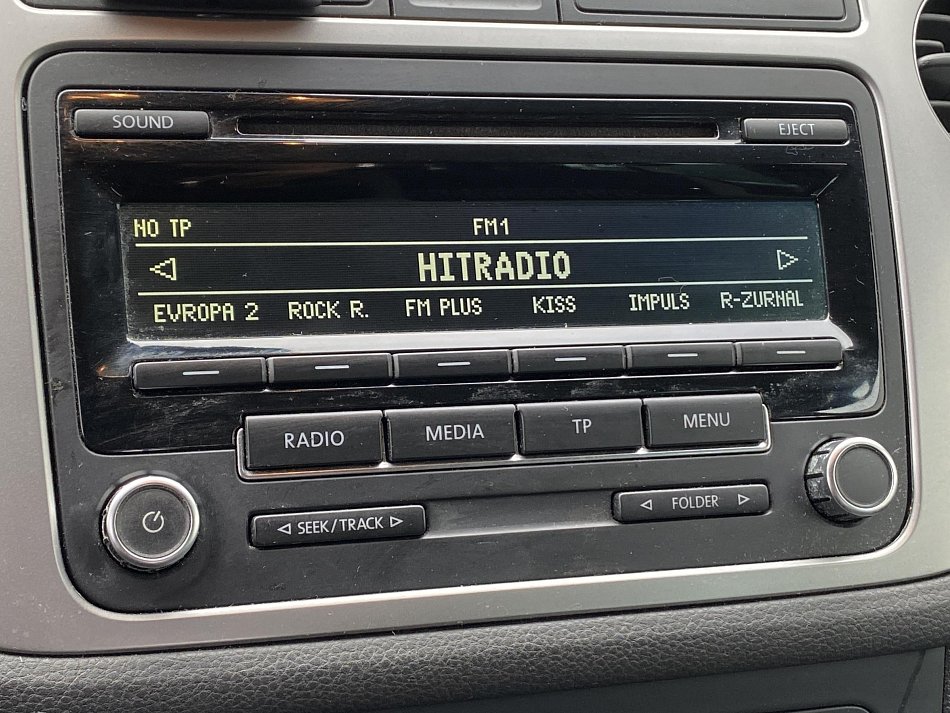 SOUND
EJECT
NO TP FM1
HITRADIO
EVROPA 2 ROCK R. FM PLUS KISS IMPULS R-ZURNAL
RADIO MEDIA TP MENU
SEEK/TRACK FOLDER